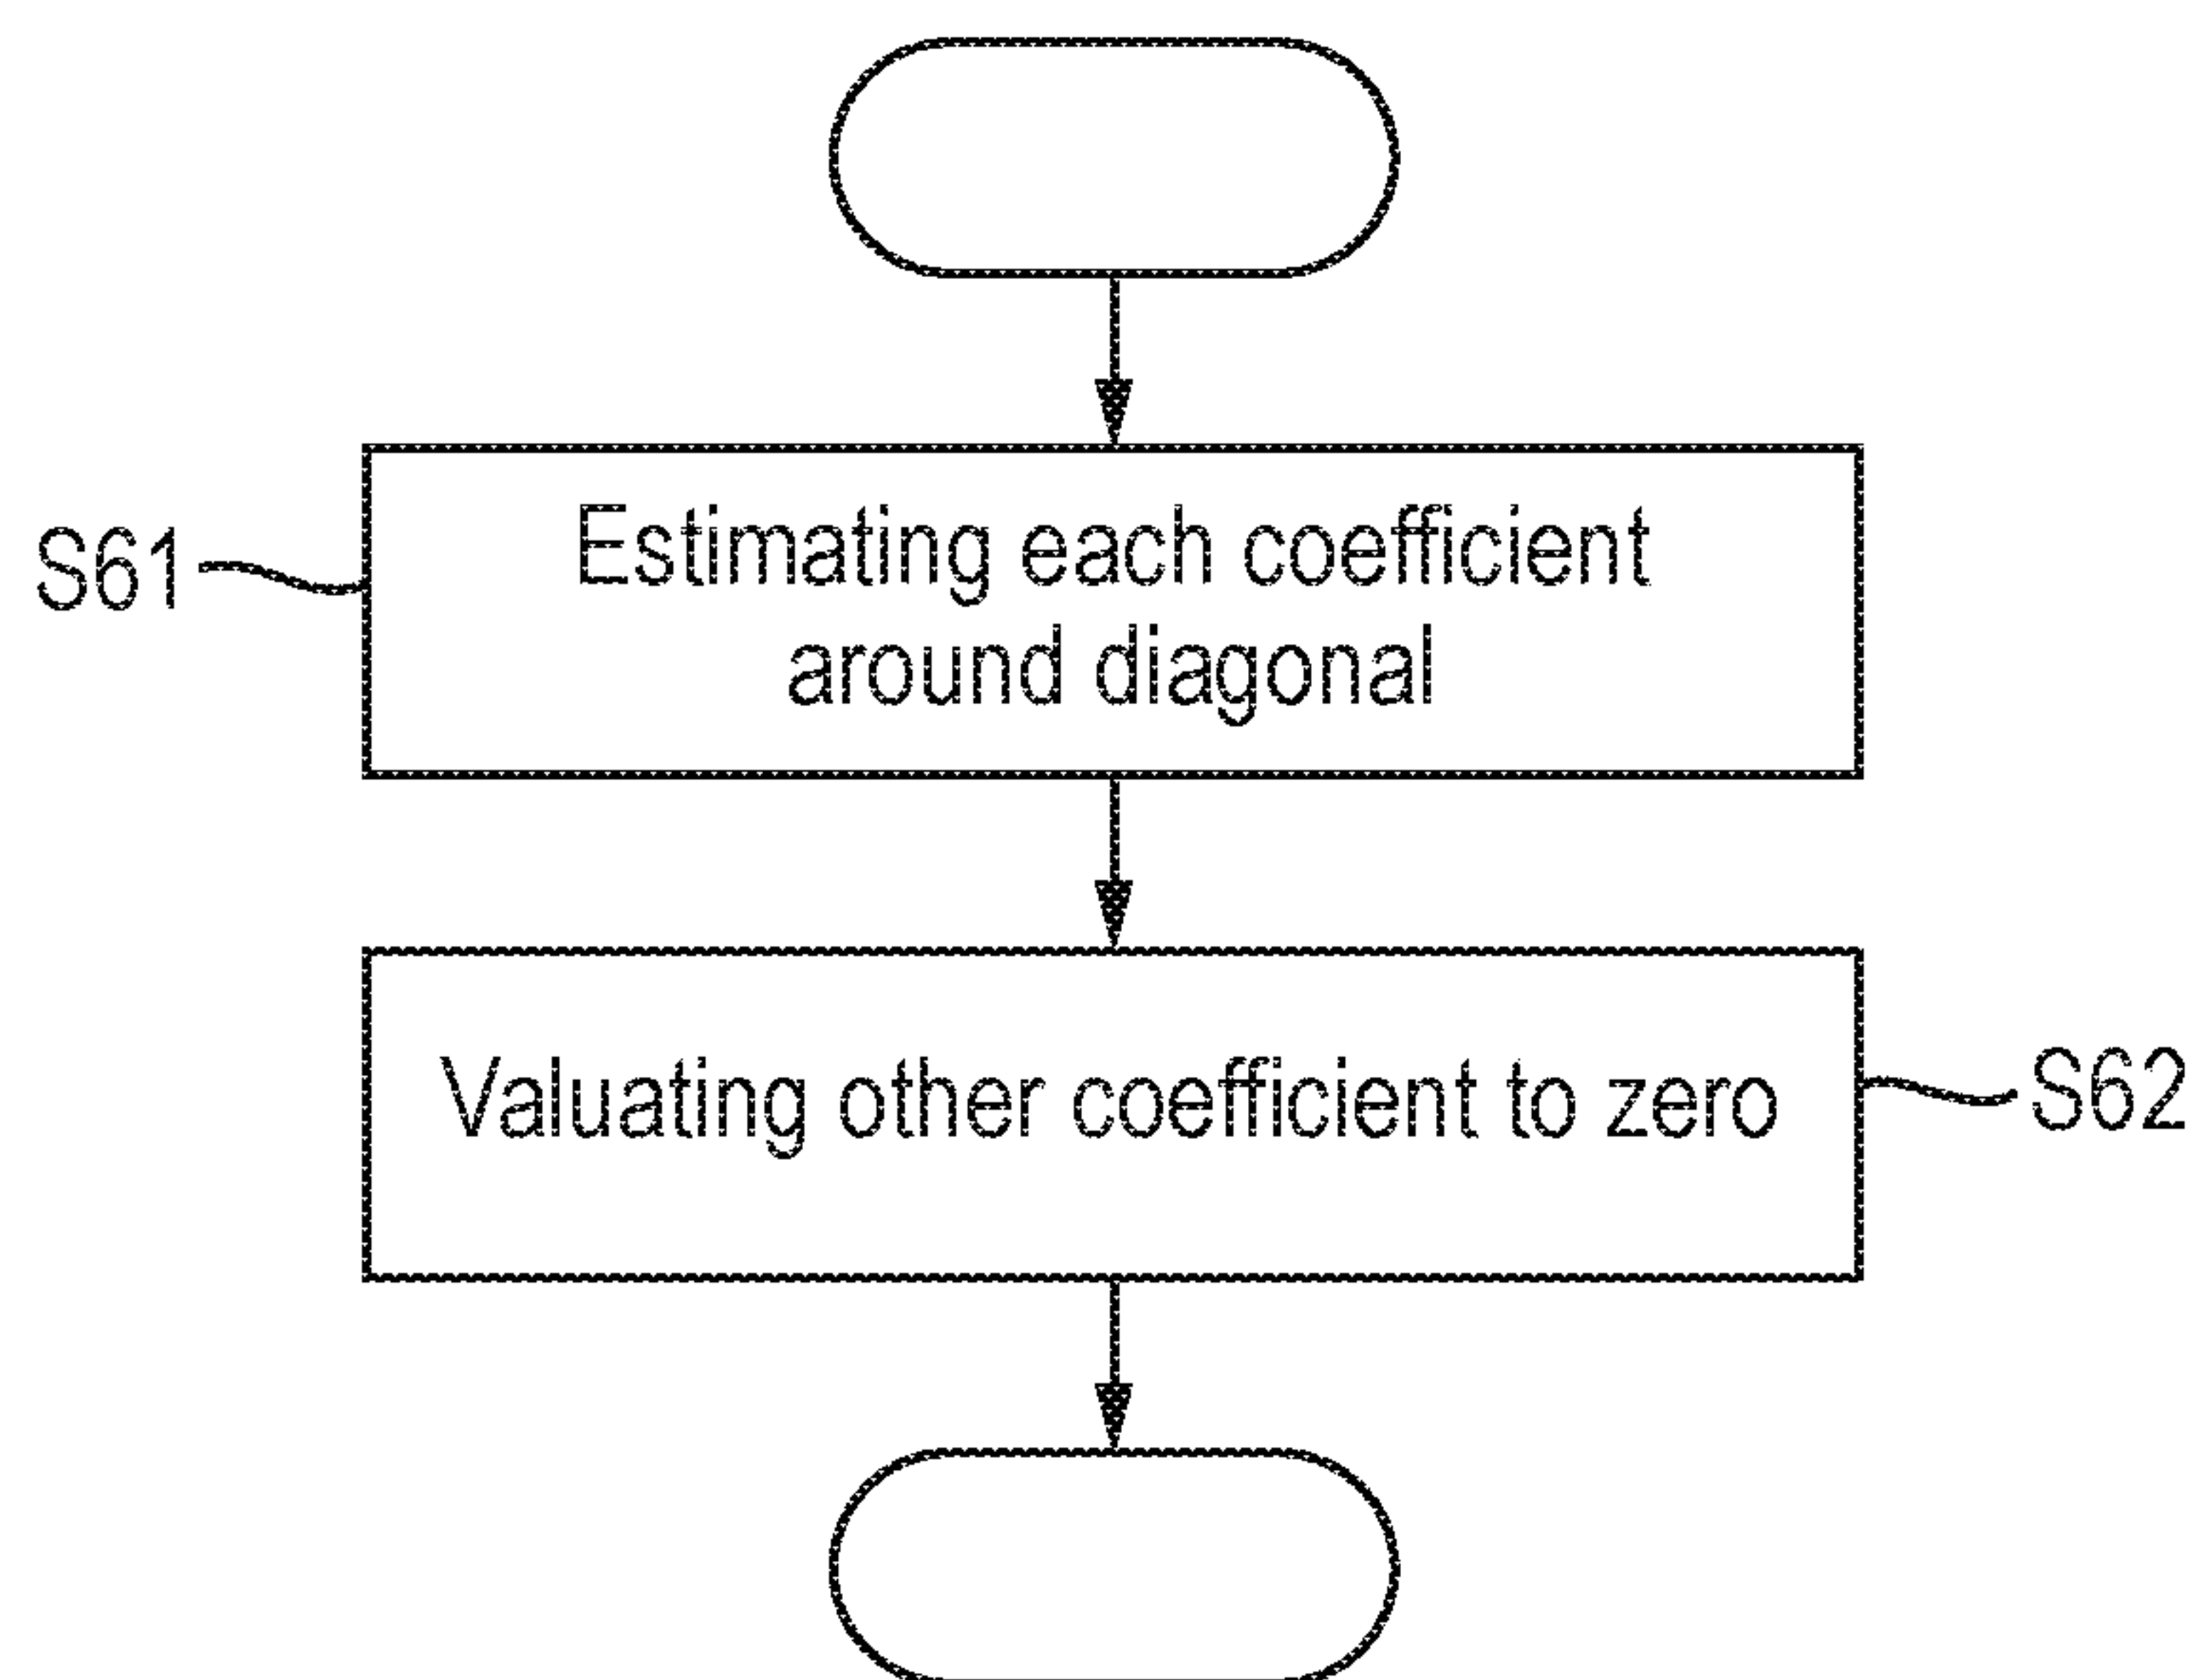 S61
Estimating each coefficient
around diagonal
Valuating other coefficient to zero
S62